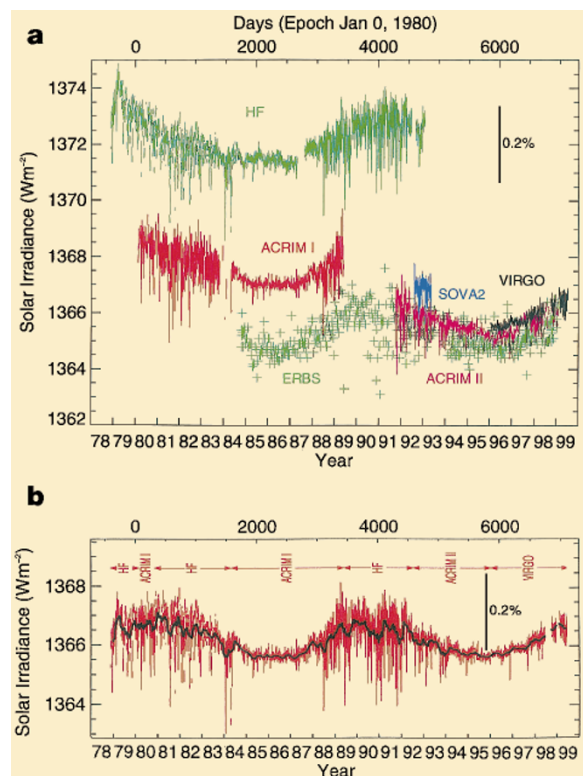 a
Days (Epoch Jan 0, 1980)
0 2000 4000 6000
Solar Irradiance (Wm⁻²)
1374
1372
1370
1368
1366
1364
1362
HF
0.2%
ACRIM I
SOVA2
VIRGO
ERBS
ACRIM II
78 79 80 81 82 83 84 85 86 87 88 89 90 91 92 93 94 95 96 97 98 99
Year
b
0 2000 4000 6000
HF ACRIM I HF ACRIM I HF ACRIM II VIRGO
Solar Irradiance (Wm⁻²)
1368
1366
1364
0.2%
78 79 80 81 82 83 84 85 86 87 88 89 90 91 92 93 94 95 96 97 98 99
Year